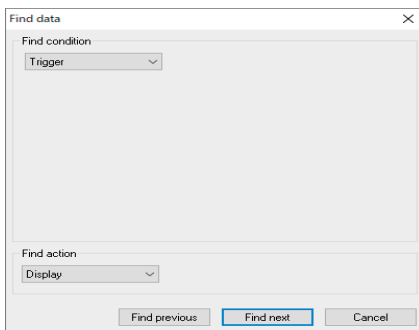 Find data
Find condition
Trigger
Find action
Display
Find previous Find next Cancel